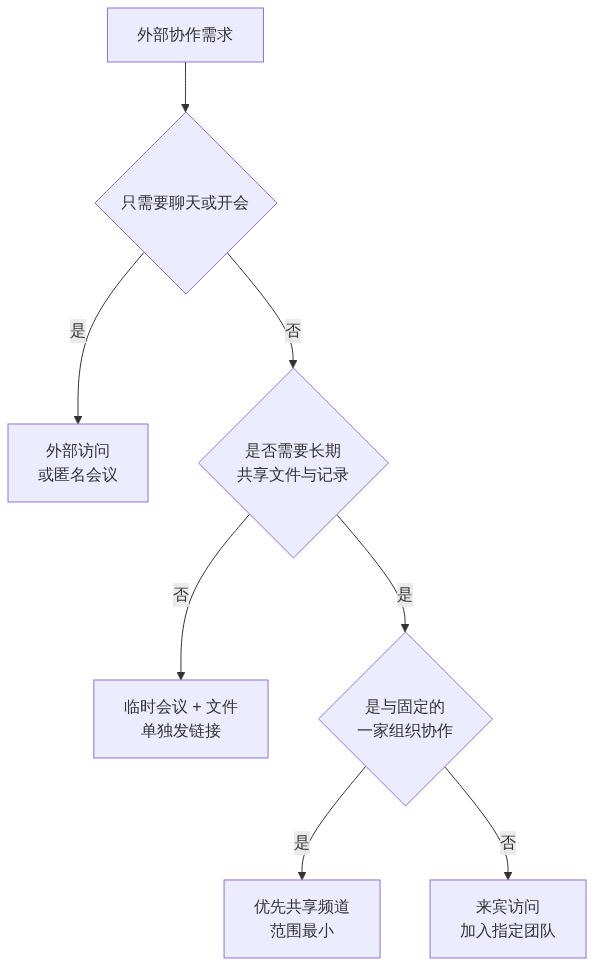 外部协作需求
只需要聊天或开会
是
否
外部访问
或匿名会议
是否需要长期
共享文件与记录
否
是
临时会议 + 文件
单独发链接
是与固定的
一家组织协作
是
否
优先共享频道
范围最小
来宾访问
加入指定团队